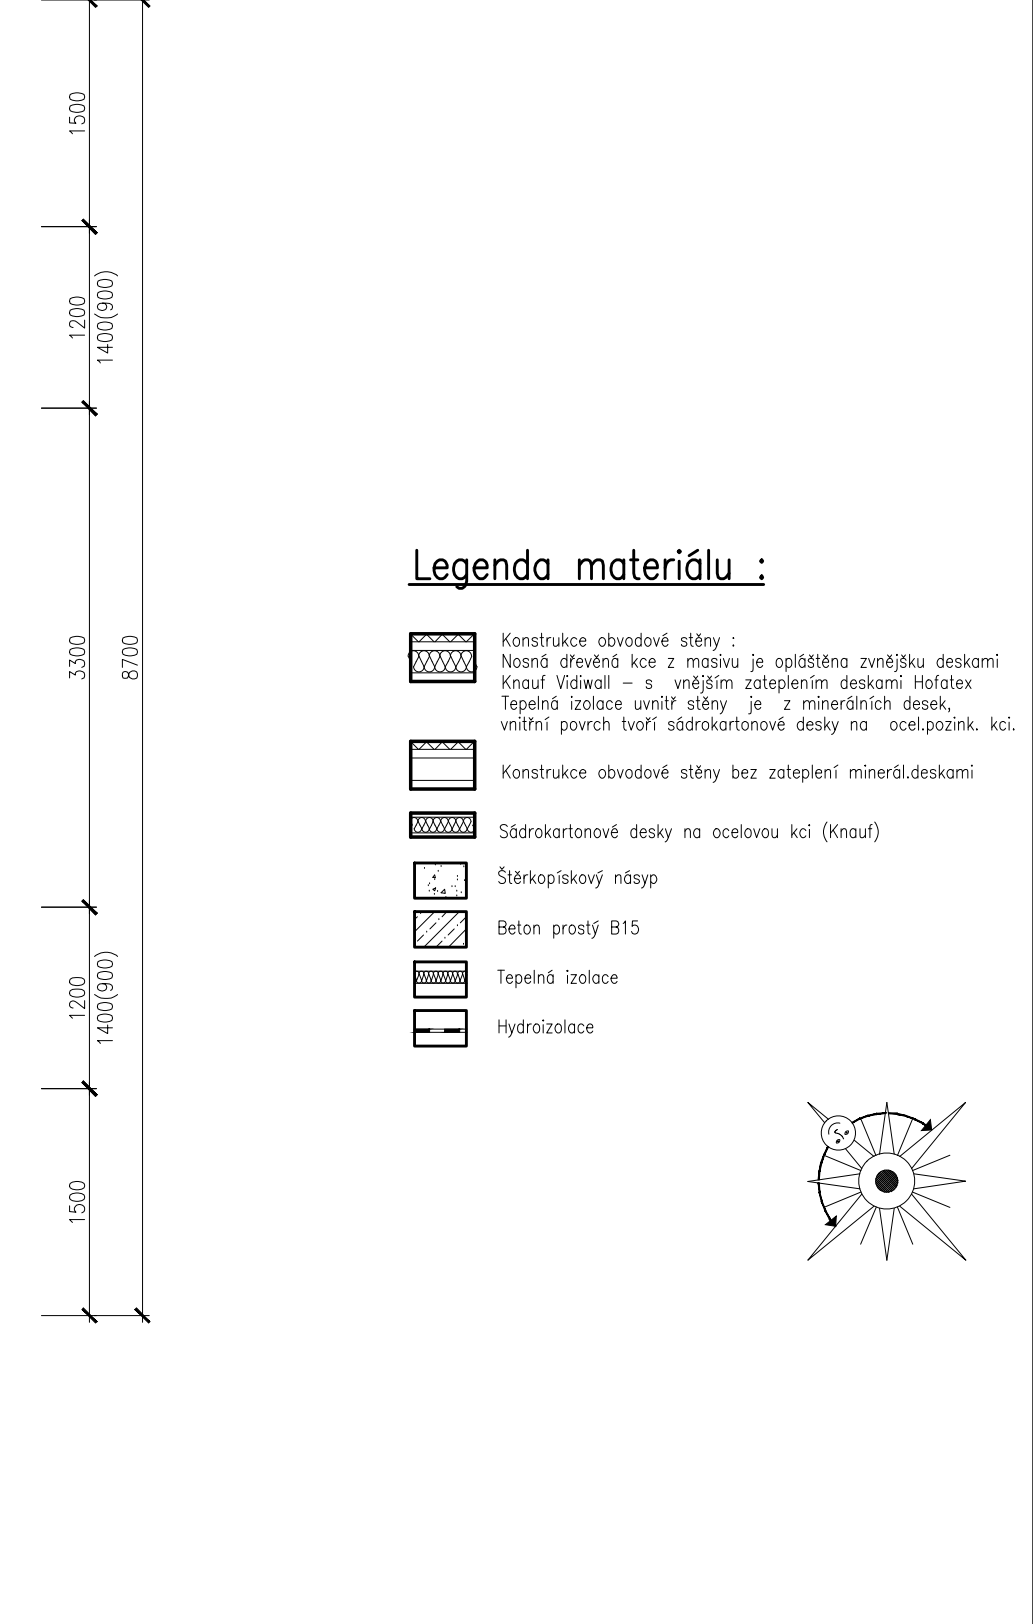 1500
1200
1400(900)
3300
8700
1200
1400(900)
1500
Legenda materiálu :
Konstrukce obvodové stěny :
Nosná dřevěná kce z masivu je opláštěna zvnějšku deskami
Knauf Vidiwall – s vnějším zateplením deskami Hofatex
Tepelná izolace uvnitř stěny je z minerálních desek,
vnitřní povrch tvoří sádrokartonové desky na ocel.pozink. kci.
Konstrukce obvodové stěny bez zateplení minerál.deskami
Sádrokartonové desky na ocelovou kci (Knauf)
Štěrkopískový násyp
Beton prostý B15
Tepelná izolace
Hydroizolace